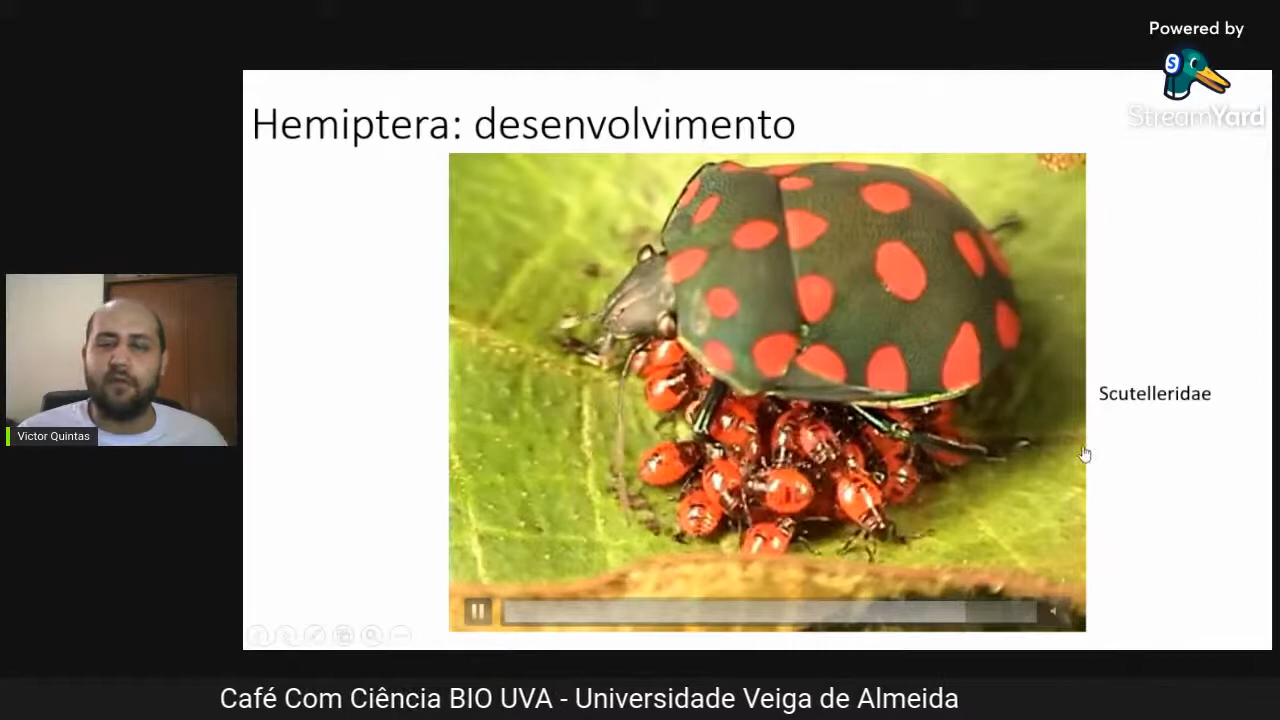 Powered by
S
StreamYard
Hemiptera: desenvolvimento
Scutelleridae
Victor Quintas
Café Com Ciência BIO UVA - Universidade Veiga de Almeida